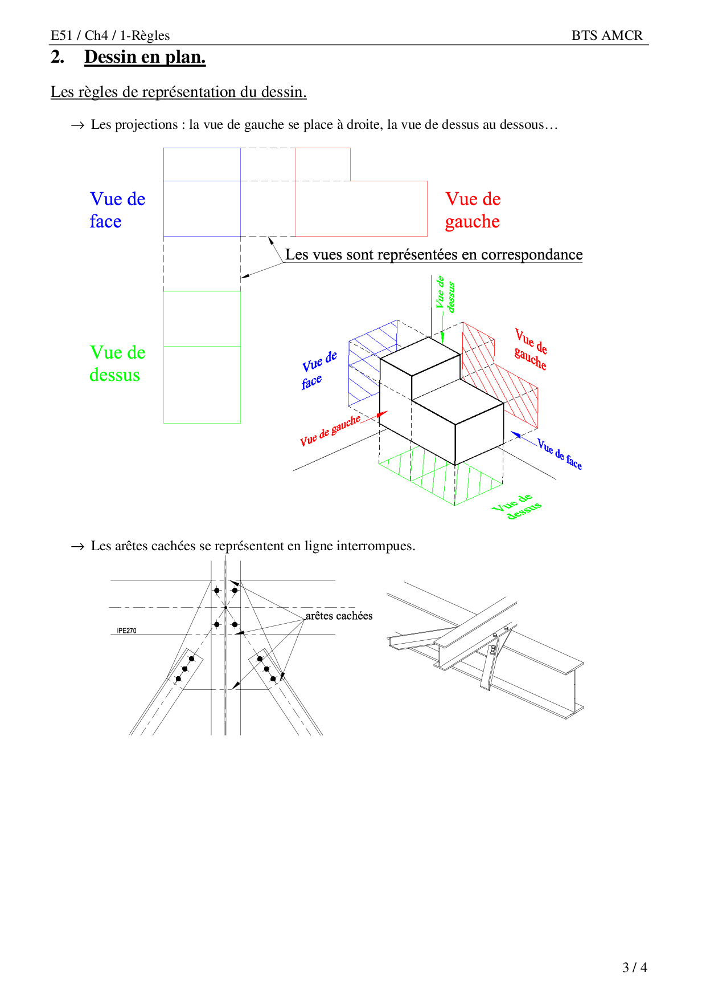 E51 / Ch4 / 1-Règles BTS AMCR
2. Dessin en plan.
Les règles de représentation du dessin.
→ Les projections : la vue de gauche se place à droite, la vue de dessus au dessous…
Vue de
face
Vue de
gauche
Les vues sont représentées en correspondance
Vue de
dessus
Vue de
dessus
Vue de
face
Vue de
gauche
Vue de gauche
Vue de face
Vue de
dessus
→ Les arêtes cachées se représentent en ligne interrompues.
arêtes cachées
IPE270
3 / 4